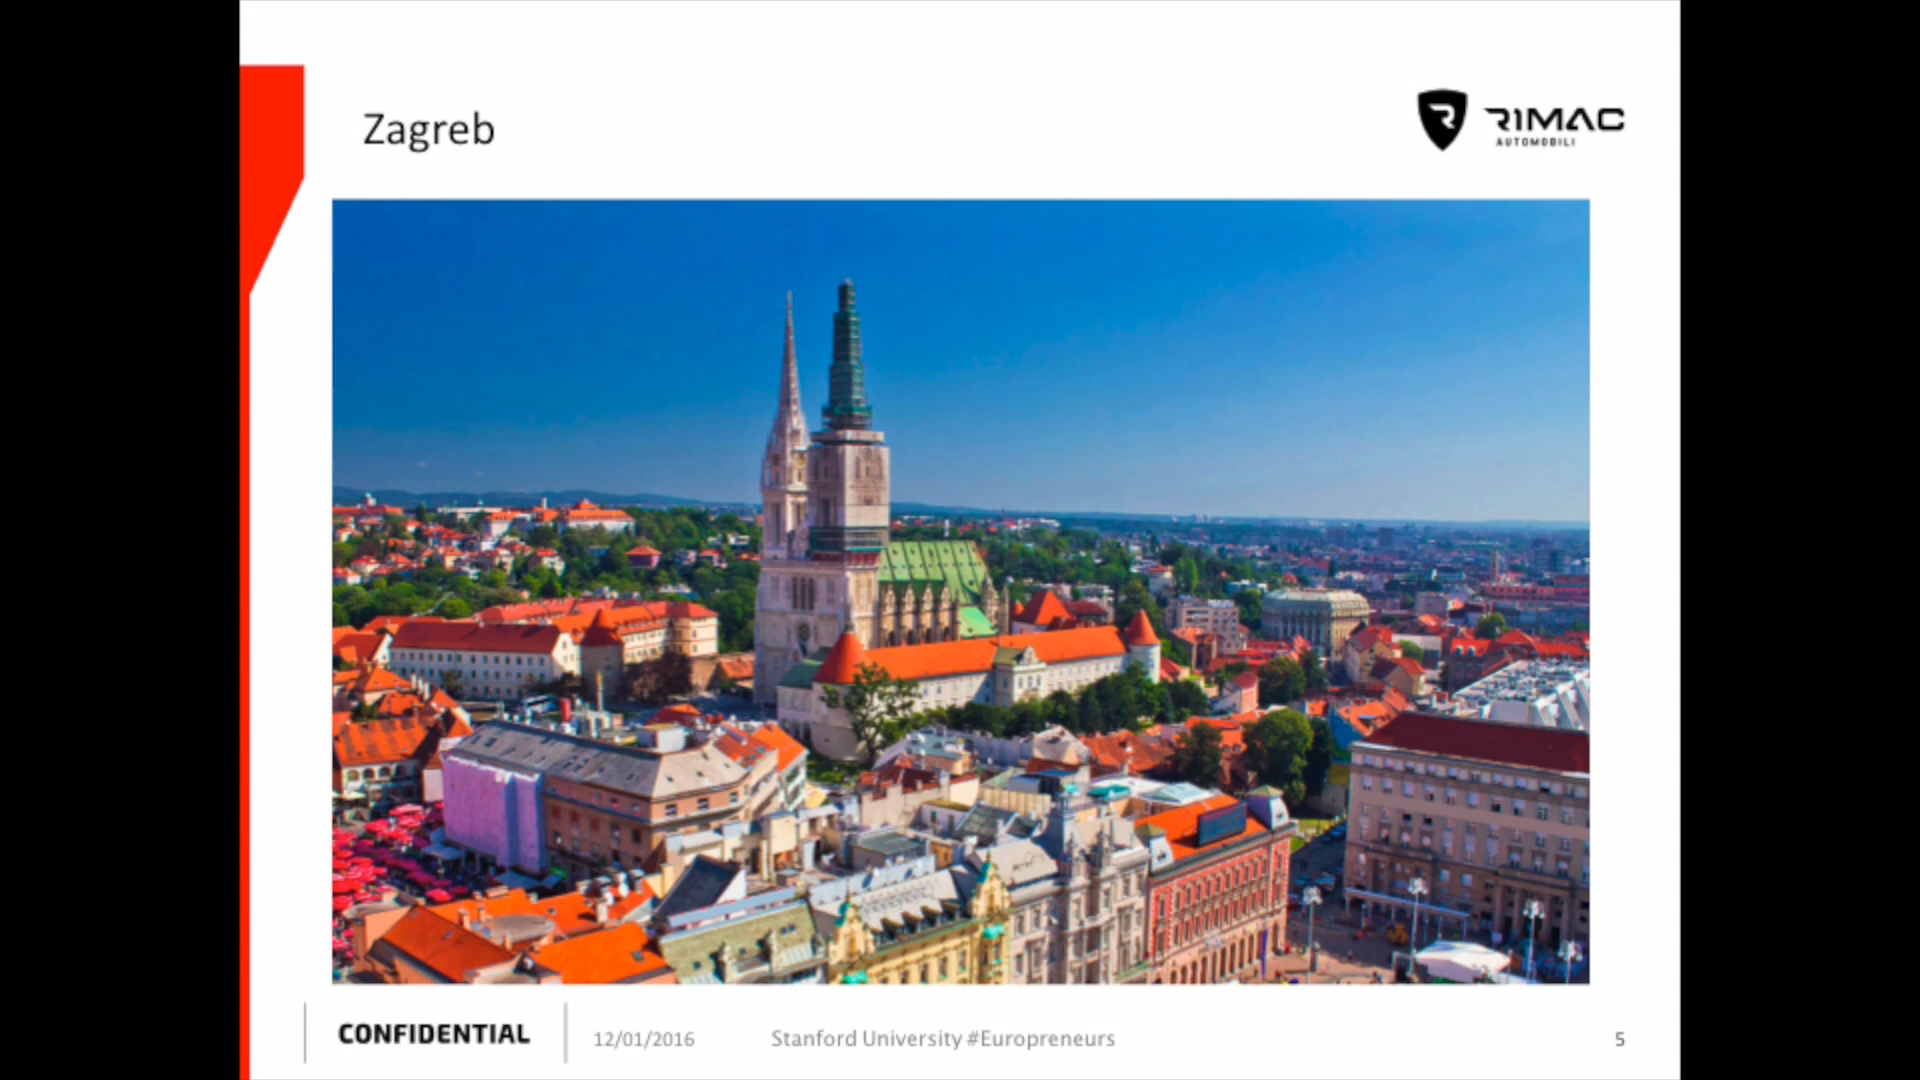 Zagreb
RIMAC
AUTOMOBILI
CONFIDENTIAL
12/01/2016
Stanford University #Europreneurs
5